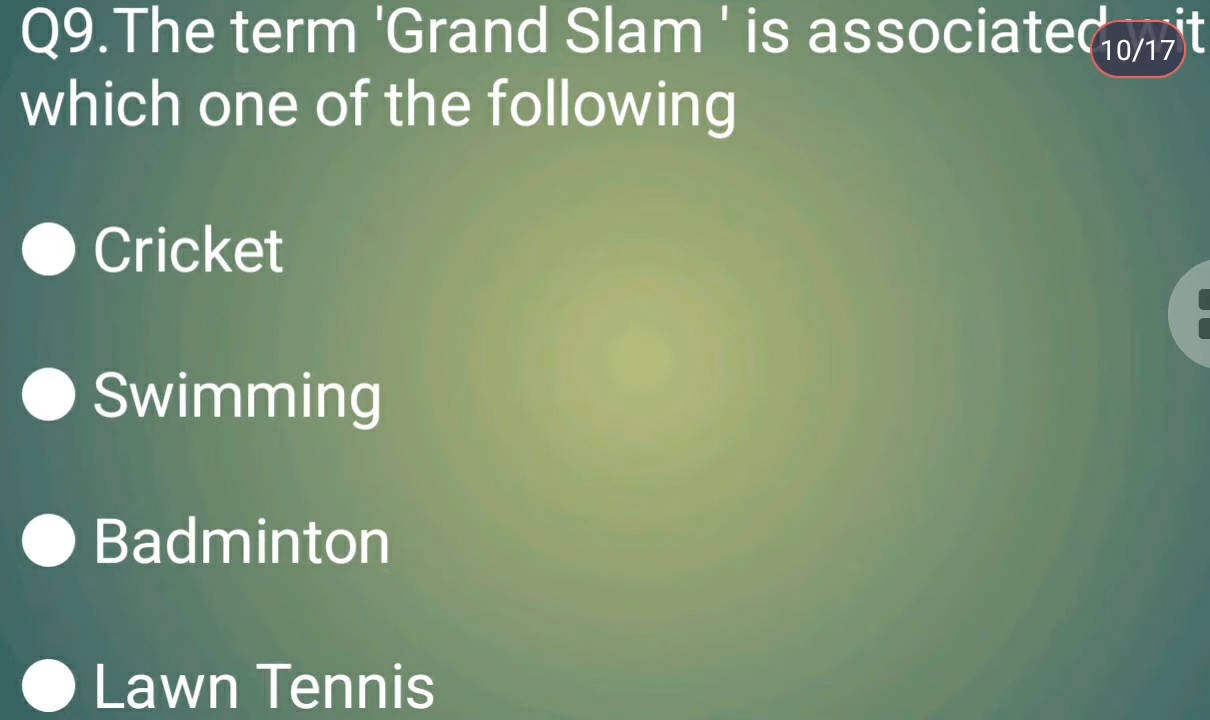 Q9.The term 'Grand Slam ' is associated wit
10/17
which one of the following
Cricket
Swimming
Badminton
Lawn Tennis